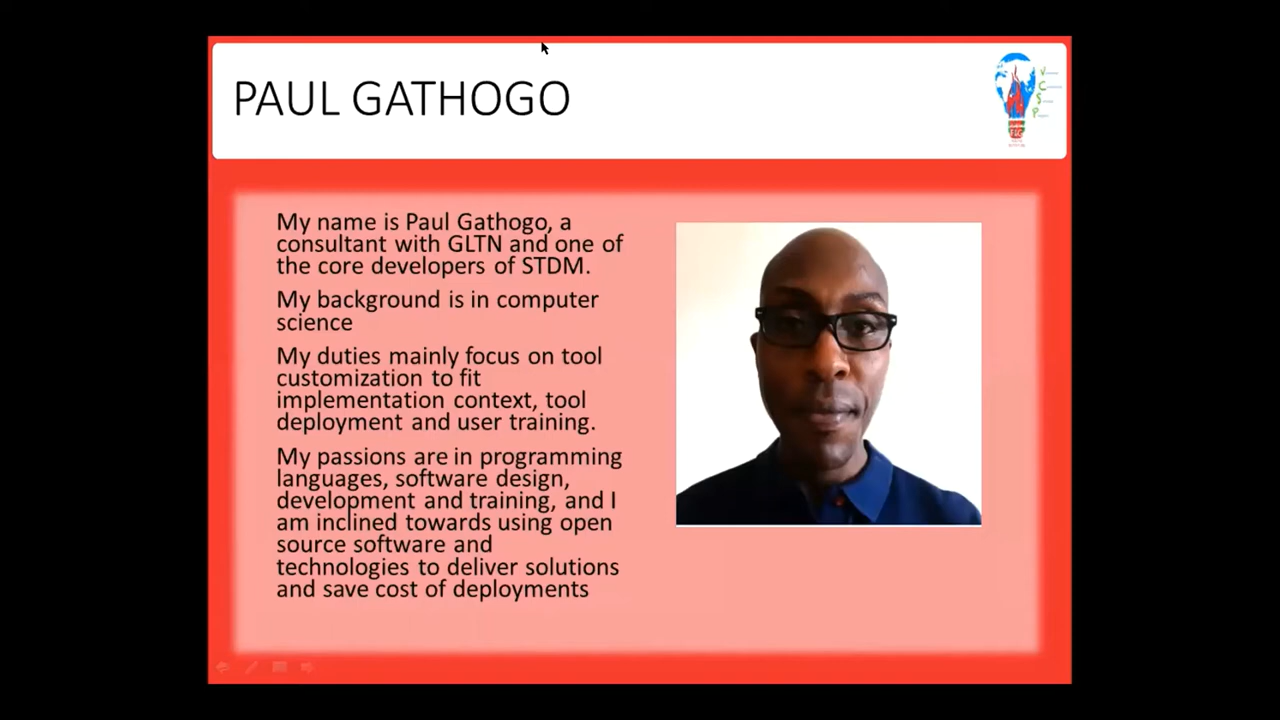 PAUL GATHOGO
V
C
S
P
My name is Paul Gathogo, a
consultant with GLTN and one of
the core developers of STDM.
My background is in computer
science
My duties mainly focus on tool
customization to fit
implementation context, tool
deployment and user training.
My passions are in programming
languages, software design,
development and training, and I
am inclined towards using open
source software and
technologies to deliver solutions
and save cost of deployments